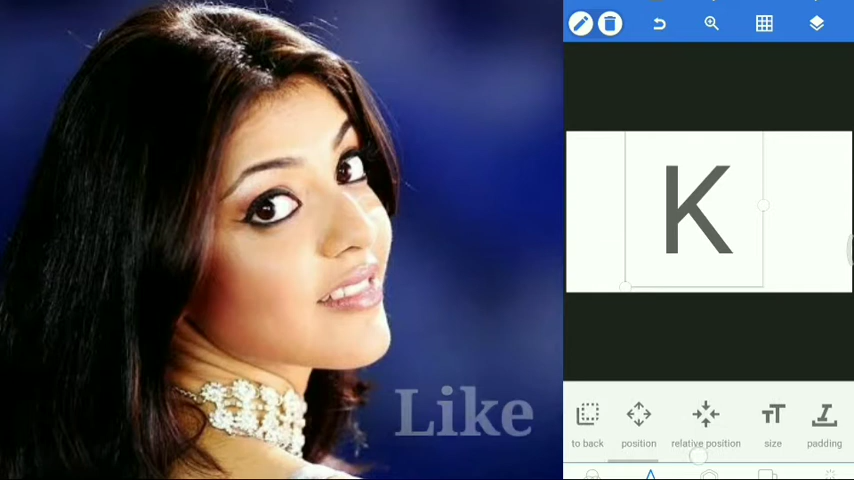 Like
K
to back
position
relative position
size
padding